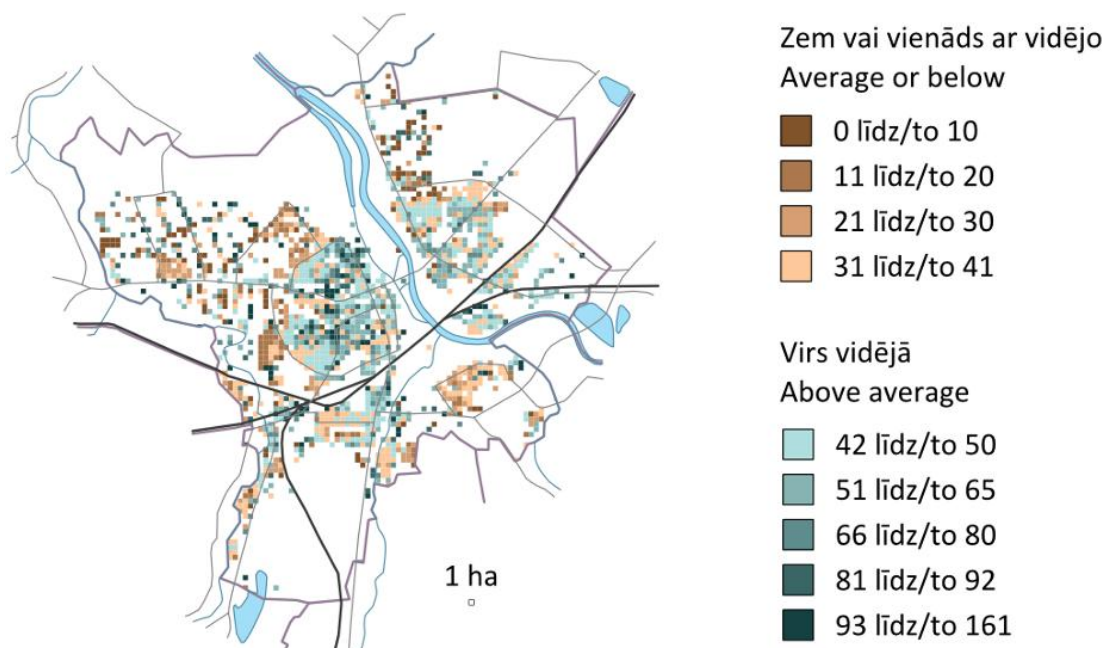 Zem vai vienāds ar vidējo
Average or below
0 līdz/to 10
11 līdz/to 20
21 līdz/to 30
31 līdz/to 41
Virs vidējā
Above average
42 līdz/to 50
51 līdz/to 65
66 līdz/to 80
81 līdz/to 92
93 līdz/to 161
1 ha